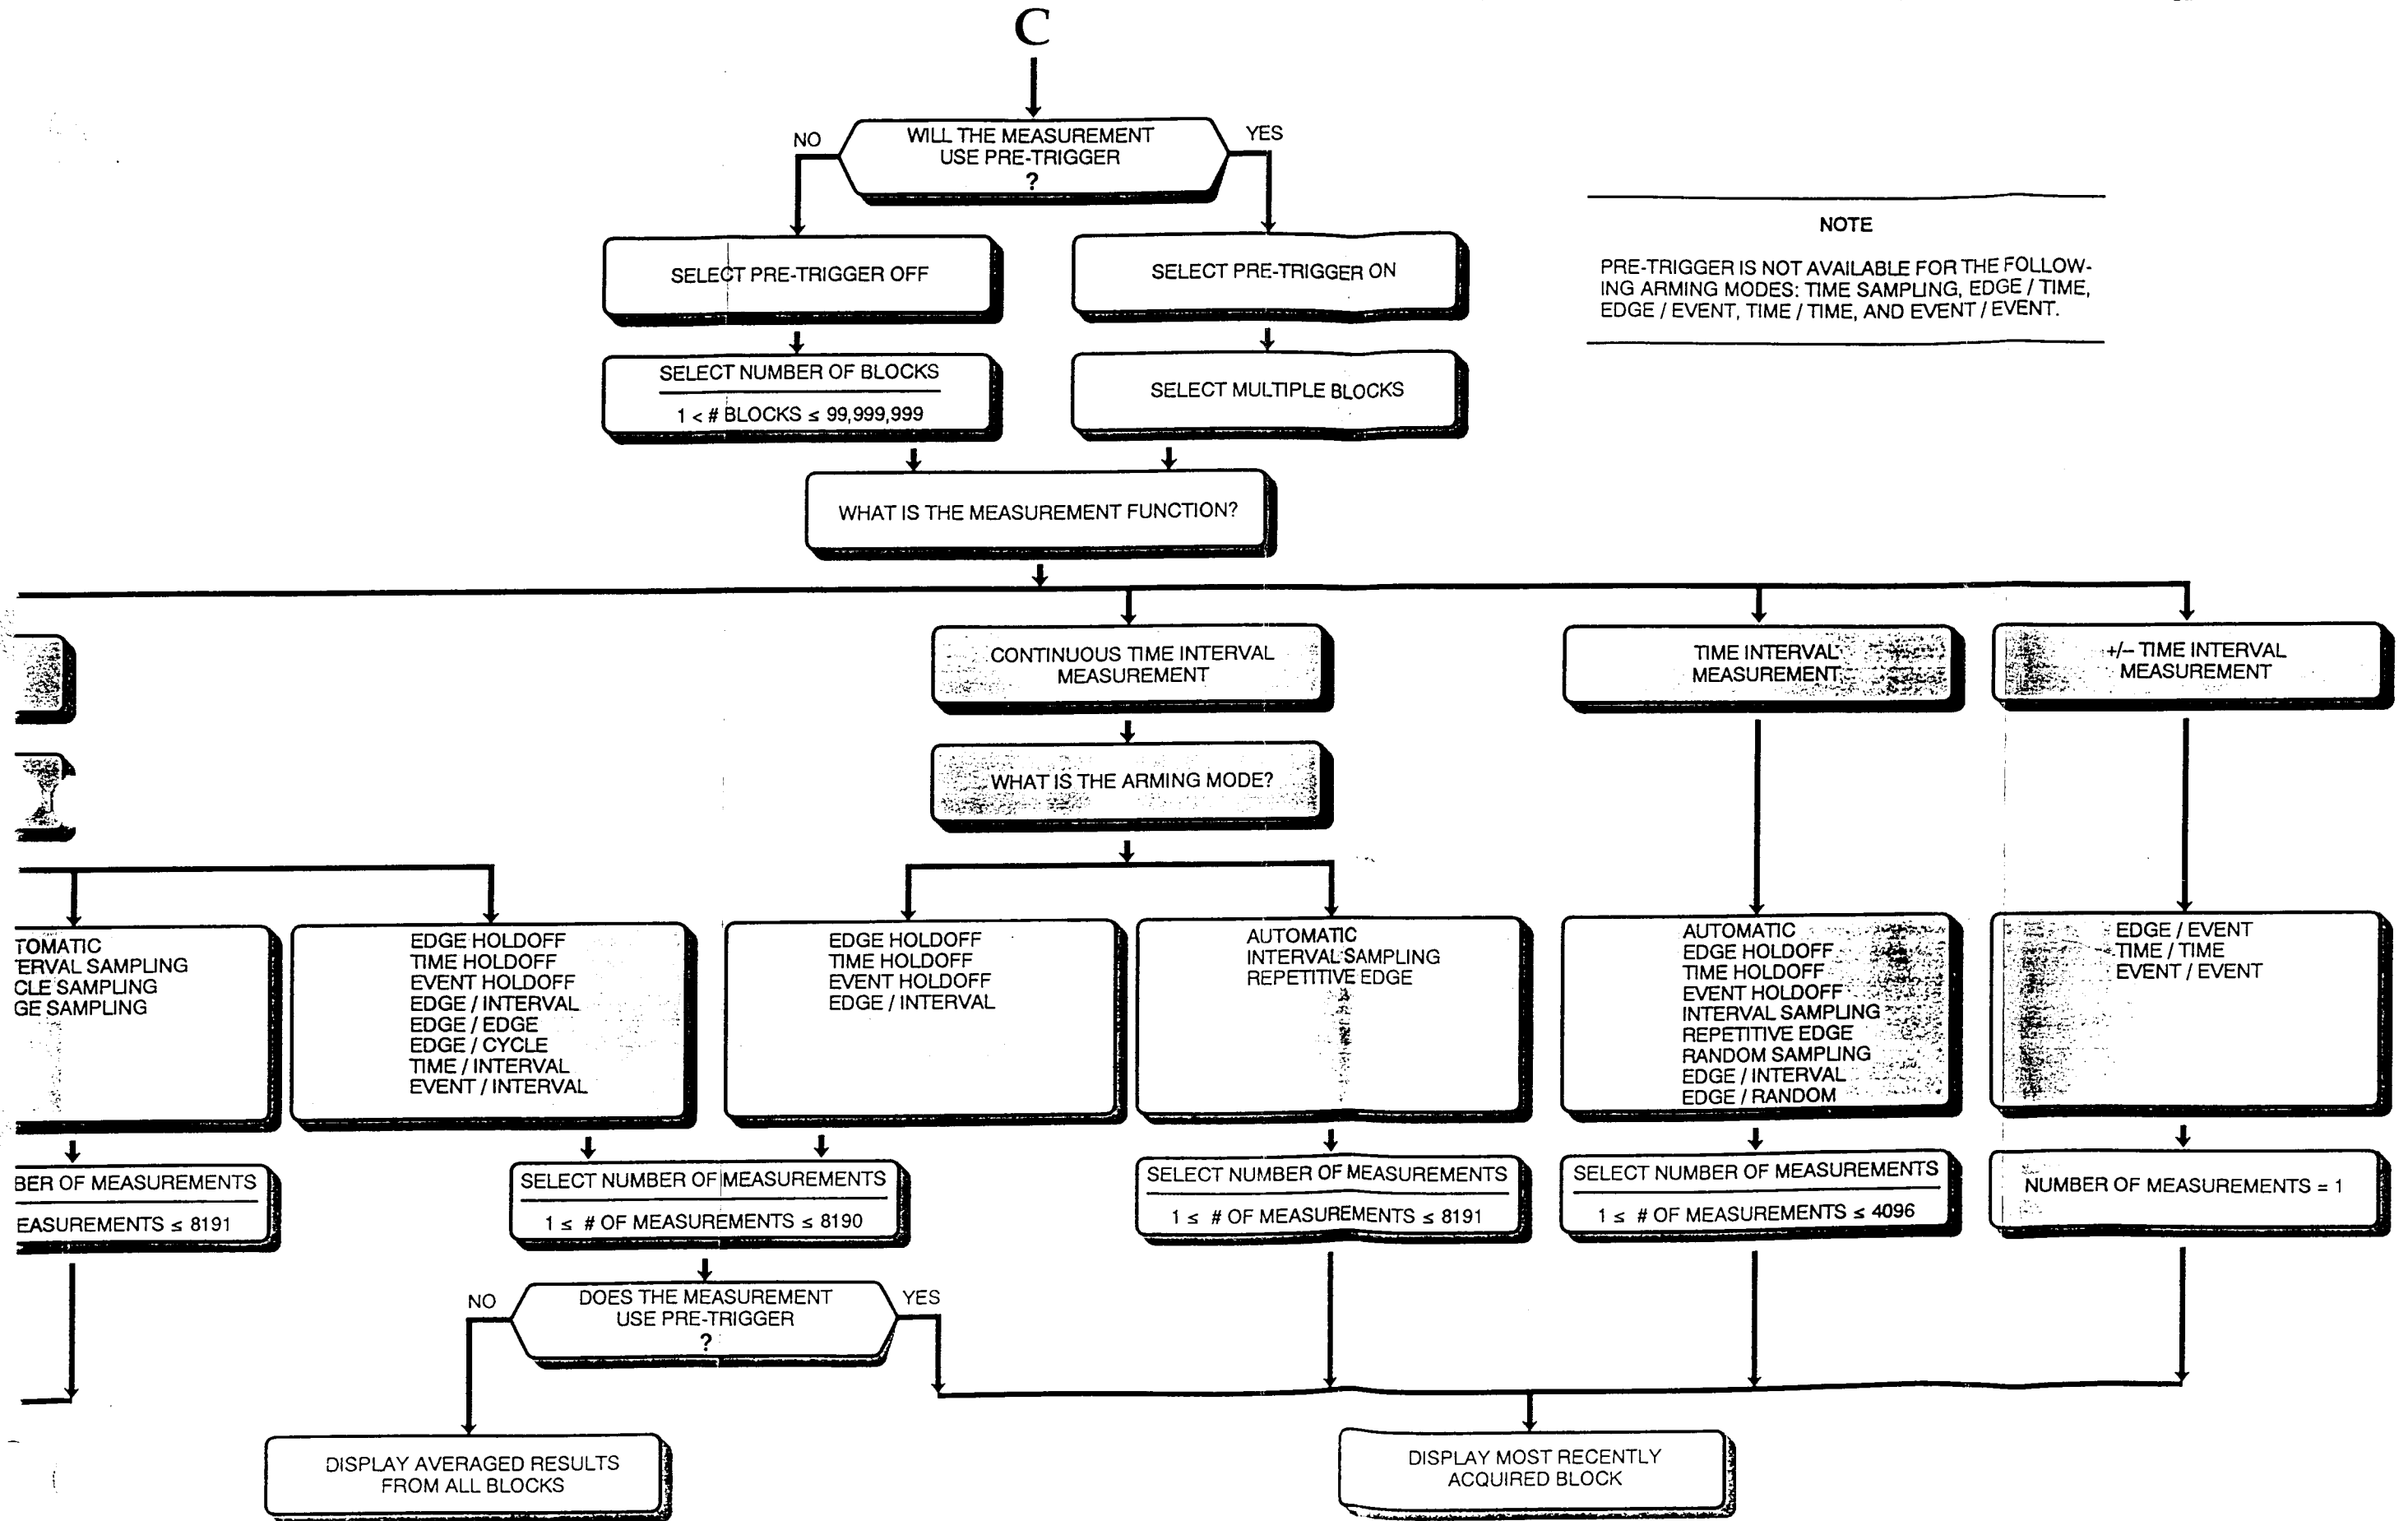 C
WILL THE MEASUREMENT
USE PRE-TRIGGER
?
NO
YES
SELECT PRE-TRIGGER OFF
SELECT PRE-TRIGGER ON
NOTE
PRE-TRIGGER IS NOT AVAILABLE FOR THE FOLLOW-
ING ARMING MODES: TIME SAMPLING, EDGE / TIME,
EDGE / EVENT, TIME / TIME, AND EVENT / EVENT.
SELECT NUMBER OF BLOCKS
1 < # BLOCKS ≤ 99,999,999
SELECT MULTIPLE BLOCKS
WHAT IS THE MEASUREMENT FUNCTION?
CONTINUOUS TIME INTERVAL
MEASUREMENT
TIME INTERVAL
MEASUREMENT
+/– TIME INTERVAL
MEASUREMENT
WHAT IS THE ARMING MODE?
TOMATIC
ERVAL SAMPLING
CLE SAMPLING
GE SAMPLING
EDGE HOLDOFF
TIME HOLDOFF
EVENT HOLDOFF
EDGE / INTERVAL
EDGE / EDGE
EDGE / CYCLE
TIME / INTERVAL
EVENT / INTERVAL
EDGE HOLDOFF
TIME HOLDOFF
EVENT HOLDOFF
EDGE / INTERVAL
AUTOMATIC
INTERVAL SAMPLING
REPETITIVE EDGE
AUTOMATIC
EDGE HOLDOFF
TIME HOLDOFF
EVENT HOLDOFF
INTERVAL SAMPLING
REPETITIVE EDGE
RANDOM SAMPLING
EDGE / INTERVAL
EDGE / RANDOM
EDGE / EVENT
TIME / TIME
EVENT / EVENT
BER OF MEASUREMENTS
EASUREMENTS ≤ 8191
SELECT NUMBER OF MEASUREMENTS
1 ≤ # OF MEASUREMENTS ≤ 8190
SELECT NUMBER OF MEASUREMENTS
1 ≤ # OF MEASUREMENTS ≤ 8191
SELECT NUMBER OF MEASUREMENTS
1 ≤ # OF MEASUREMENTS ≤ 4096
NUMBER OF MEASUREMENTS = 1
DOES THE MEASUREMENT
USE PRE-TRIGGER
?
NO
YES
DISPLAY AVERAGED RESULTS
FROM ALL BLOCKS
DISPLAY MOST RECENTLY
ACQUIRED BLOCK